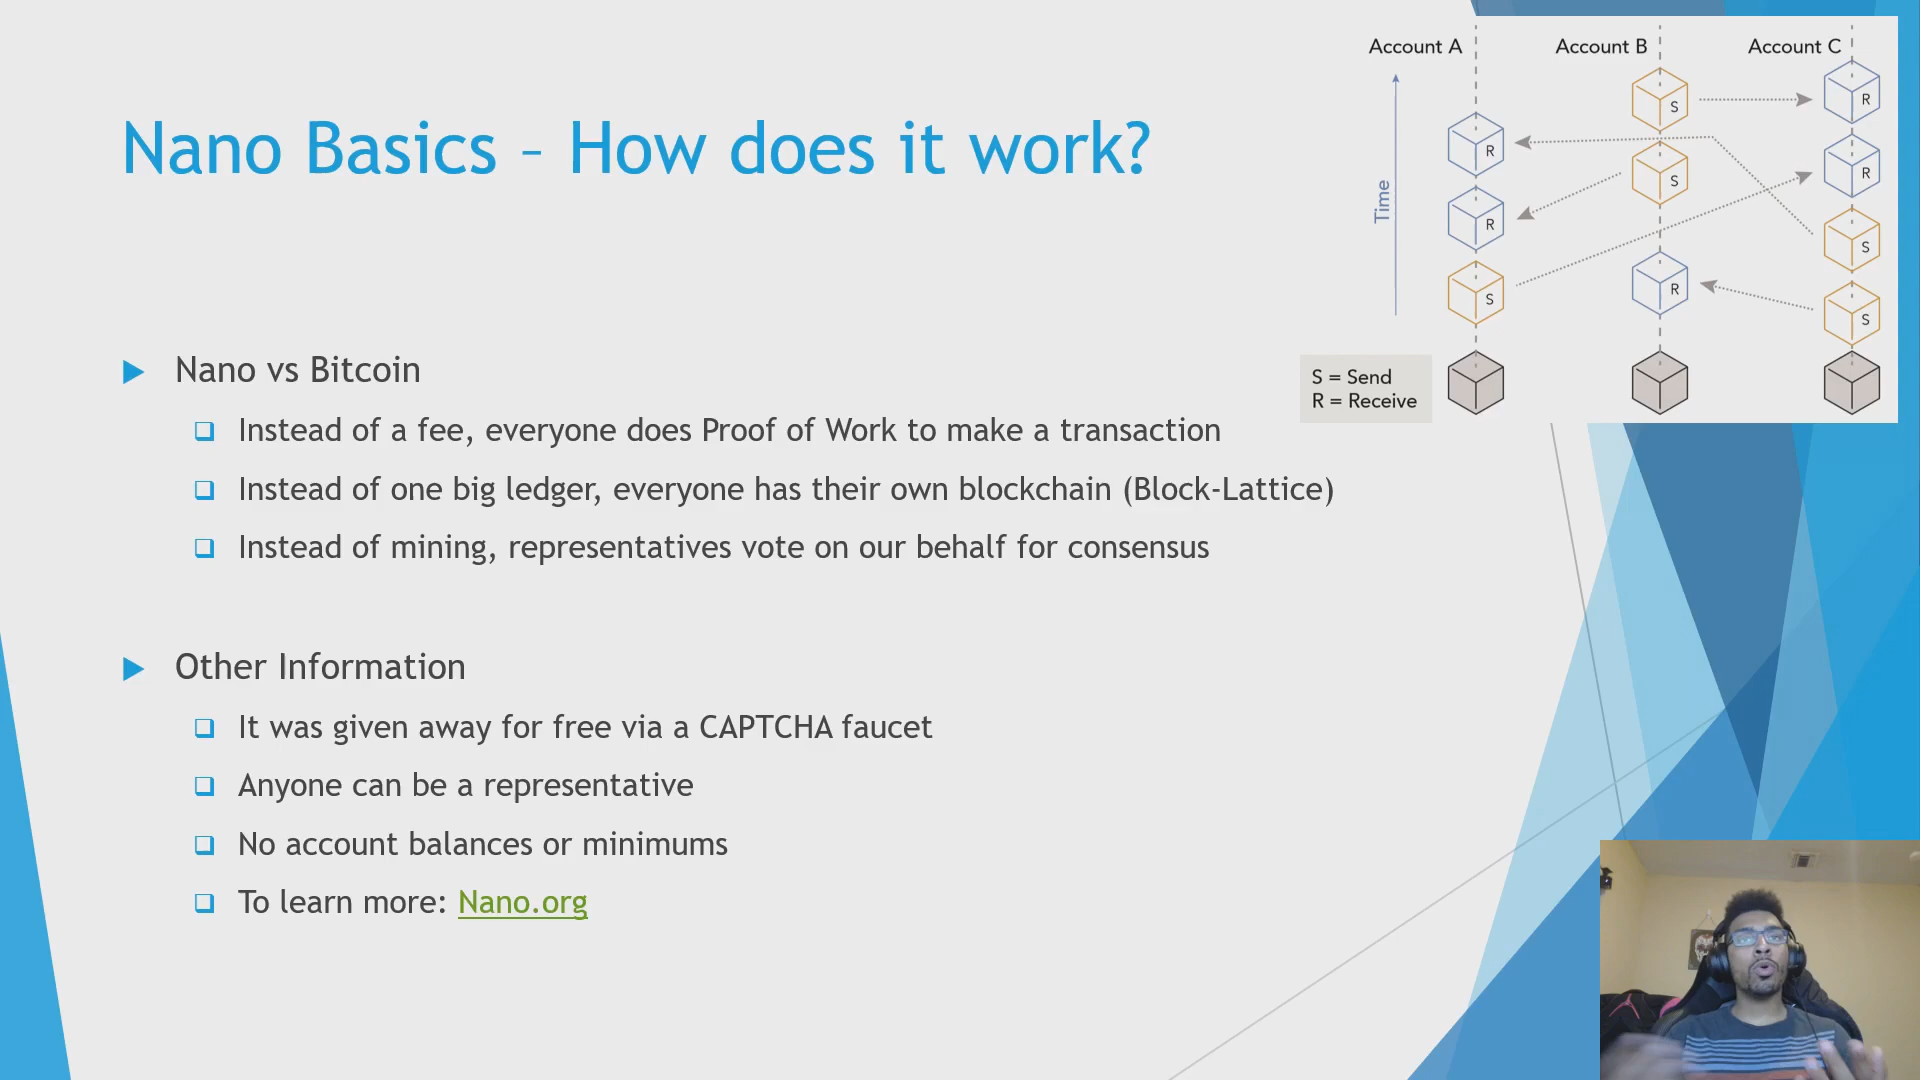 Nano Basics – How does it work?
Account A
Account B
Account C
Time
S
R
R
S
R
R
R
S
S
S
R
S
S = Send
R = Receive
Nano vs Bitcoin
Instead of a fee, everyone does Proof of Work to make a transaction
Instead of one big ledger, everyone has their own blockchain (Block-Lattice)
Instead of mining, representatives vote on our behalf for consensus
Other Information
It was given away for free via a CAPTCHA faucet
Anyone can be a representative
No account balances or minimums
To learn more: Nano.org